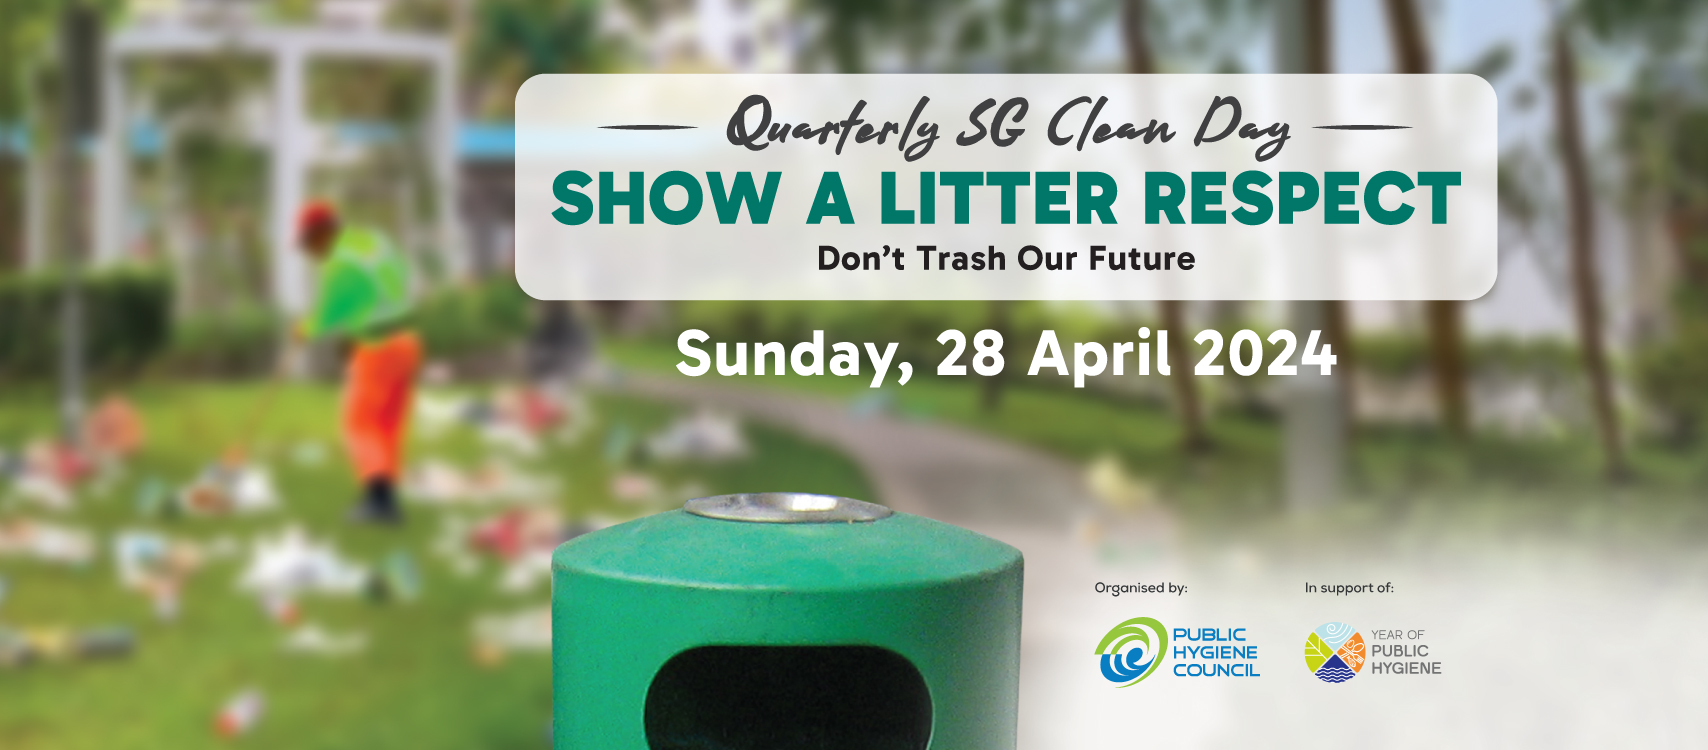 Quarterly SG Clean Day
SHOW A LITTER RESPECT
Don't Trash Our Future
Sunday, 28 April 2024
Organised by:
PUBLIC
HYGIENE
COUNCIL
In support of:
YEAR OF
PUBLIC
HYGIENE